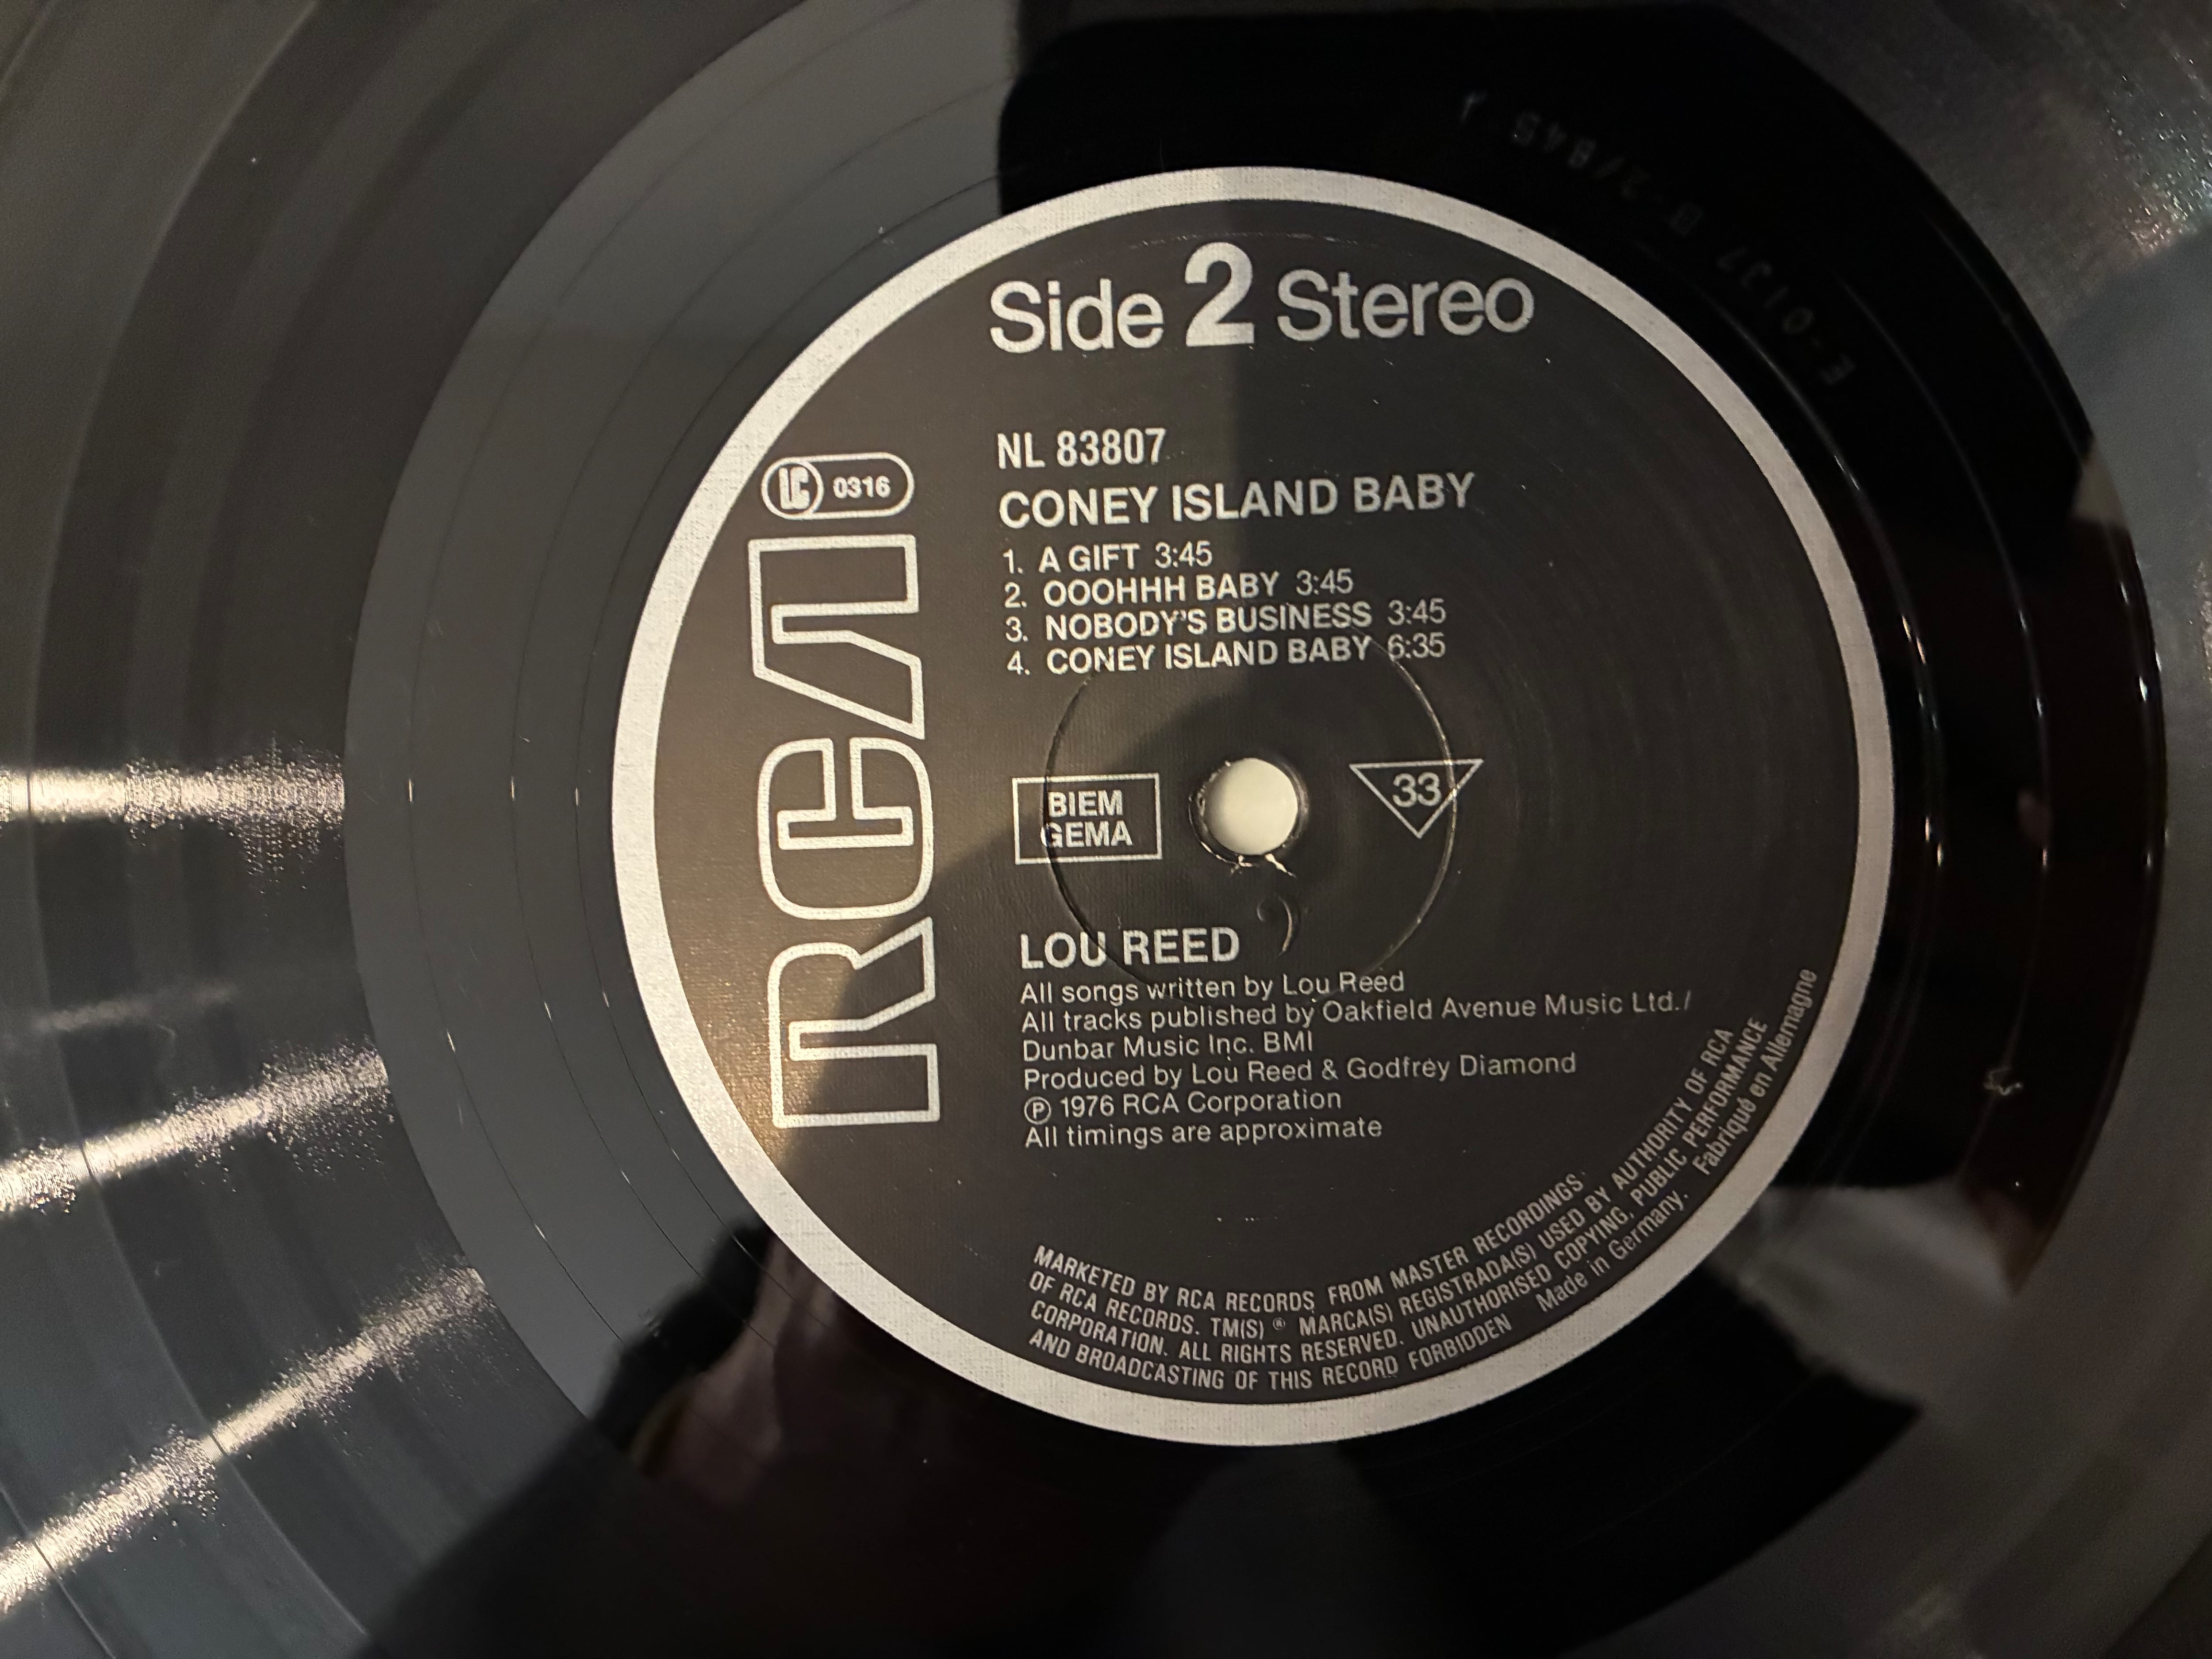 Side 2 Stereo
LC 0316
RCA
NL 83807
CONEY ISLAND BABY
1. A GIFT 3:45
2. OOOHHH BABY 3:45
3. NOBODY'S BUSINESS 3:45
4. CONEY ISLAND BABY 6:35
BIEM
GEMA
33
LOU REED
All songs written by Lou Reed
All tracks published by Oakfield Avenue Music Ltd./
Dunbar Music Inc. BMI
Produced by Lou Reed & Godfrey Diamond
Ⓟ 1976 RCA Corporation
All timings are approximate
MARKETED BY RCA RECORDS FROM MASTER RECORDINGS
OF RCA RECORDS. TM(S) ® MARCA(S) REGISTRADA(S) USED BY AUTHORITY OF RCA
CORPORATION. ALL RIGHTS RESERVED. UNAUTHORISED COPYING, PUBLIC PERFORMANCE
AND BROADCASTING OF THIS RECORD FORBIDDEN Made in Germany. Fabriqué en Allemagne